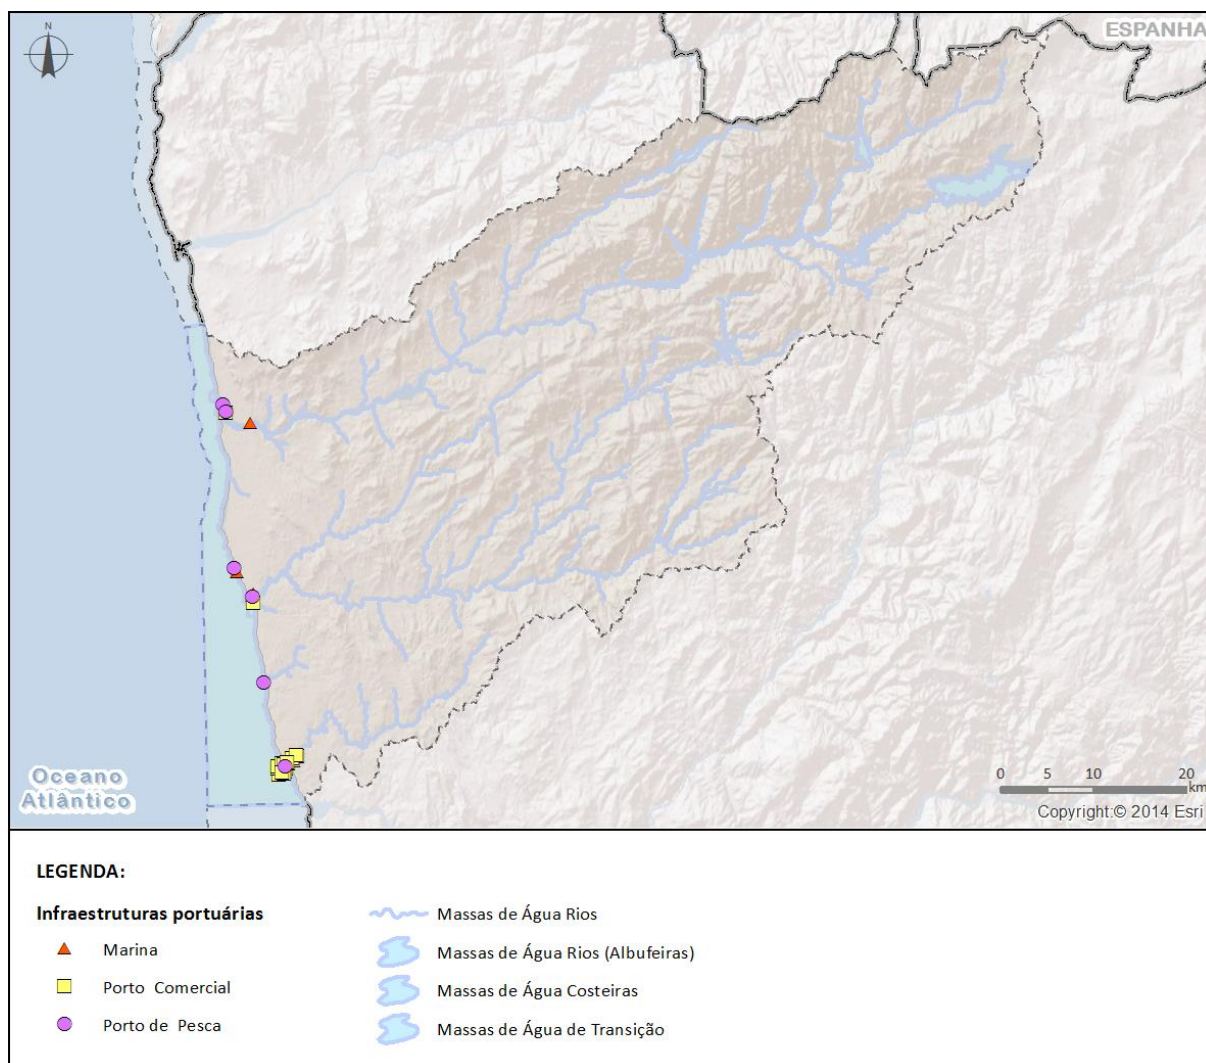 N
ESPANHA
Oceano
Atlântico
0 5 10 20
km
Copyright:© 2014 Esri
LEGENDA:
Infraestruturas portuárias
Marina
Porto Comercial
Porto de Pesca
Massas de Água Rios
Massas de Água Rios (Albufeiras)
Massas de Água Costeiras
Massas de Água de Transição